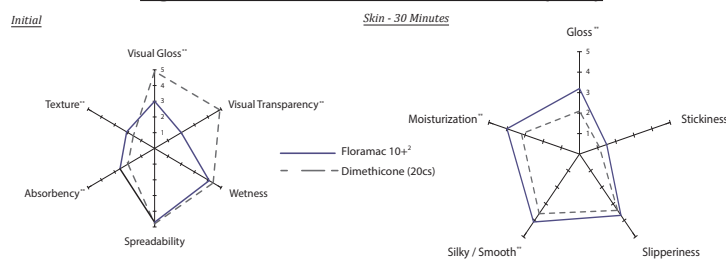 Initial
Skin - 30 Minutes
Gloss**
Visual Gloss**
5
4
3
2
1
Visual Transparency**
Texture**
Absorbency**
Wetness
Spreadability
Floramac 10+²
Dimethicone (20cs)
5
4
3
2
Moisturization**
Stickiness
Silky / Smooth**
Slipperiness